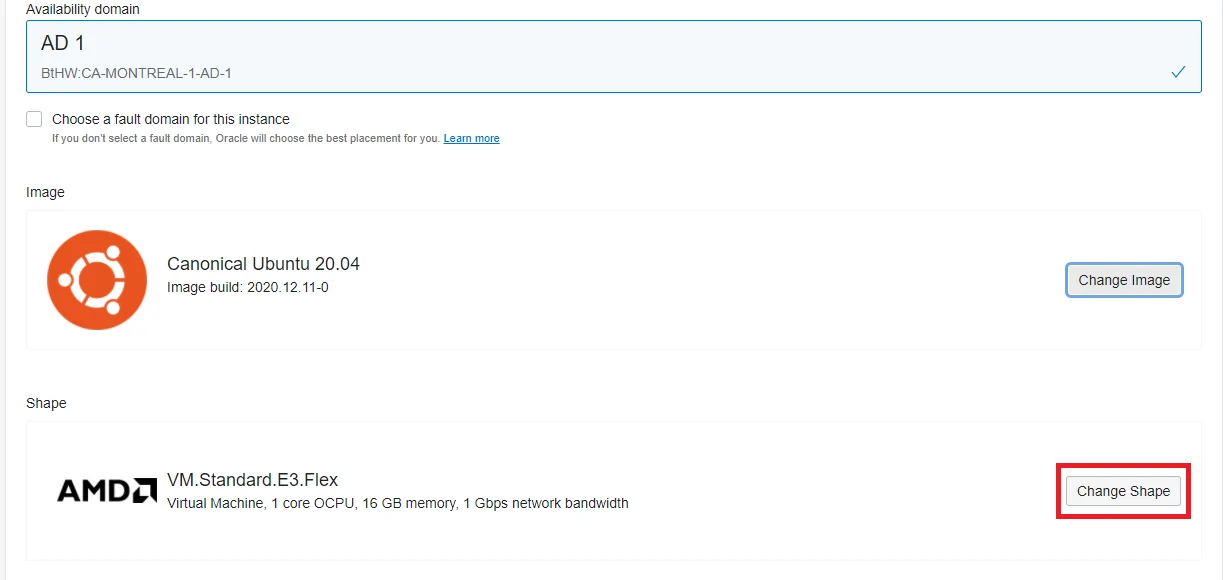 Availability domain
AD 1
BtHW:CA-MONTREAL-1-AD-1
Choose a fault domain for this instance
If you don't select a fault domain, Oracle will choose the best placement for you. Learn more
Image
Canonical Ubuntu 20.04
Image build: 2020.12.11-0
Change Image
Shape
AMD
VM.Standard.E3.Flex
Virtual Machine, 1 core OCPU, 16 GB memory, 1 Gbps network bandwidth
Change Shape